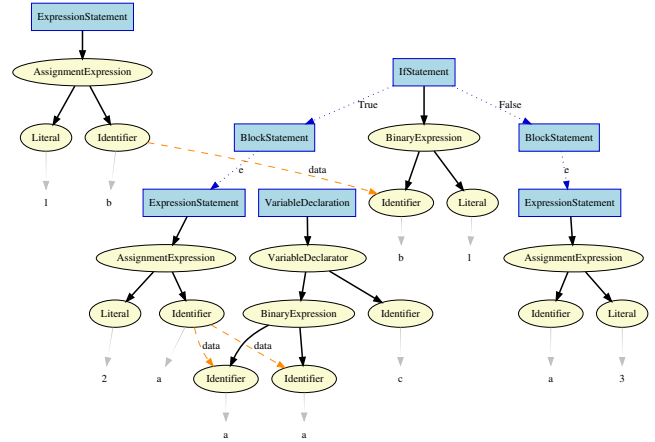 ExpressionStatement
AssignmentExpression IfStatement
True False
Literal Identifier BlockStatement BinaryExpression BlockStatement
e data e
1 b ExpressionStatement VariableDeclaration Identifier Literal ExpressionStatement
AssignmentExpression VariableDeclarator b 1 AssignmentExpression
Literal Identifier BinaryExpression Identifier Identifier Literal
data data
2 a Identifier Identifier c a 3
a a